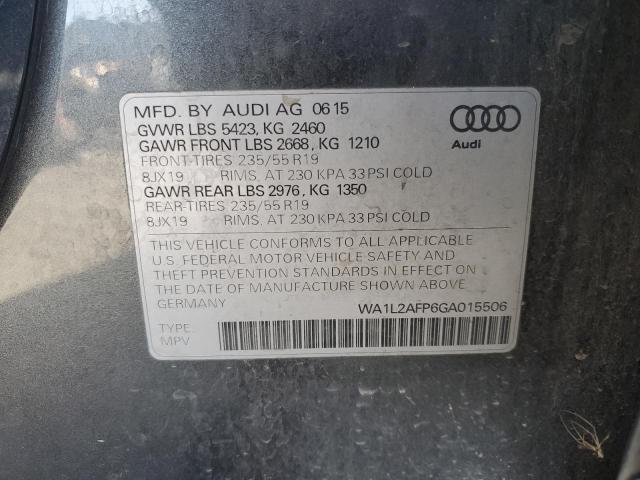 MFD. BY AUDI AG 06 15
GVWR LBS 5423, KG 2460
GAWR FRONT LBS 2668, KG 1210
FRONT-TIRES 235/55 R19
8JX19 RIMS. AT 230 KPA 33 PSI COLD
GAWR REAR LBS 2976, KG 1350
REAR-TIRES 235/55 R19
8JX19 RIMS. AT 230 KPA 33 PSI COLD
Audi
THIS VEHICLE CONFORMS TO ALL APPLICABLE
U.S. FEDERAL MOTOR VEHICLE SAFETY AND
THEFT PREVENTION STANDARDS IN EFFECT ON
THE DATE OF MANUFACTURE SHOWN ABOVE
GERMANY
WA1L2AFP6GA015506
TYPE:
MPV